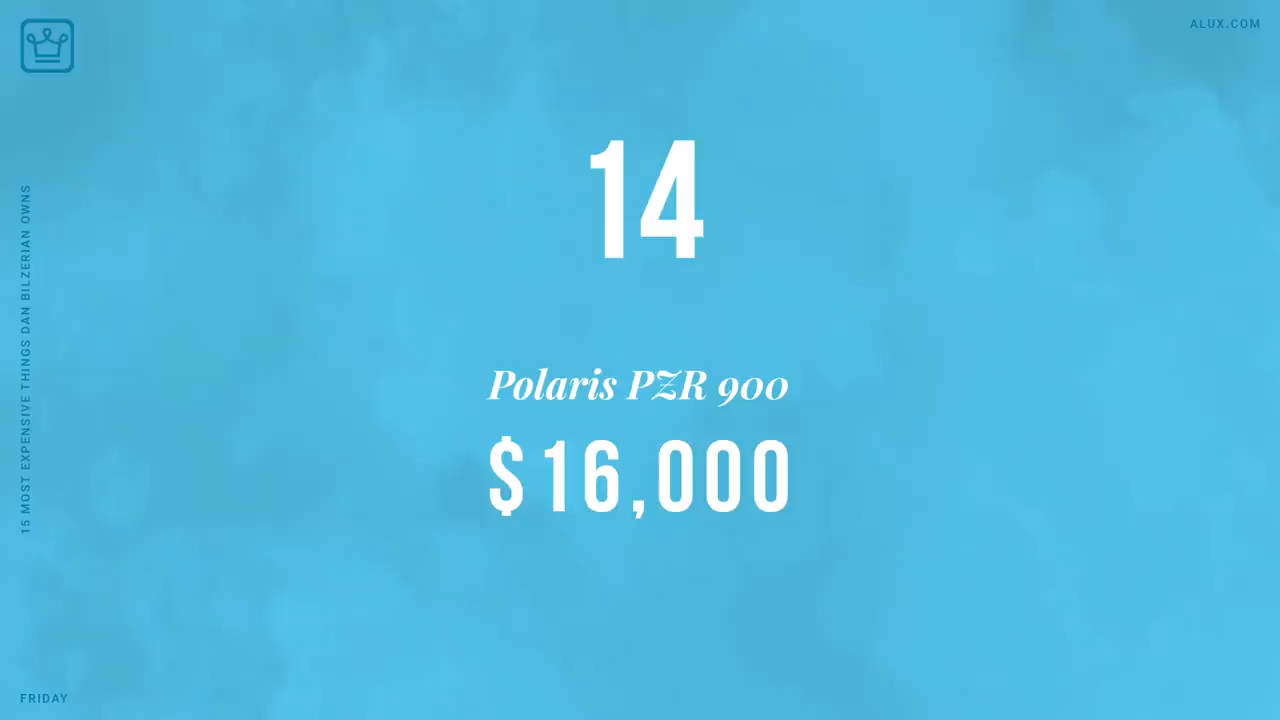 ALUX.COM
14
15 MOST EXPENSIVE THINGS DAN BILZERIAN OWNS
Polaris PZR 900
$16,000
FRIDAY